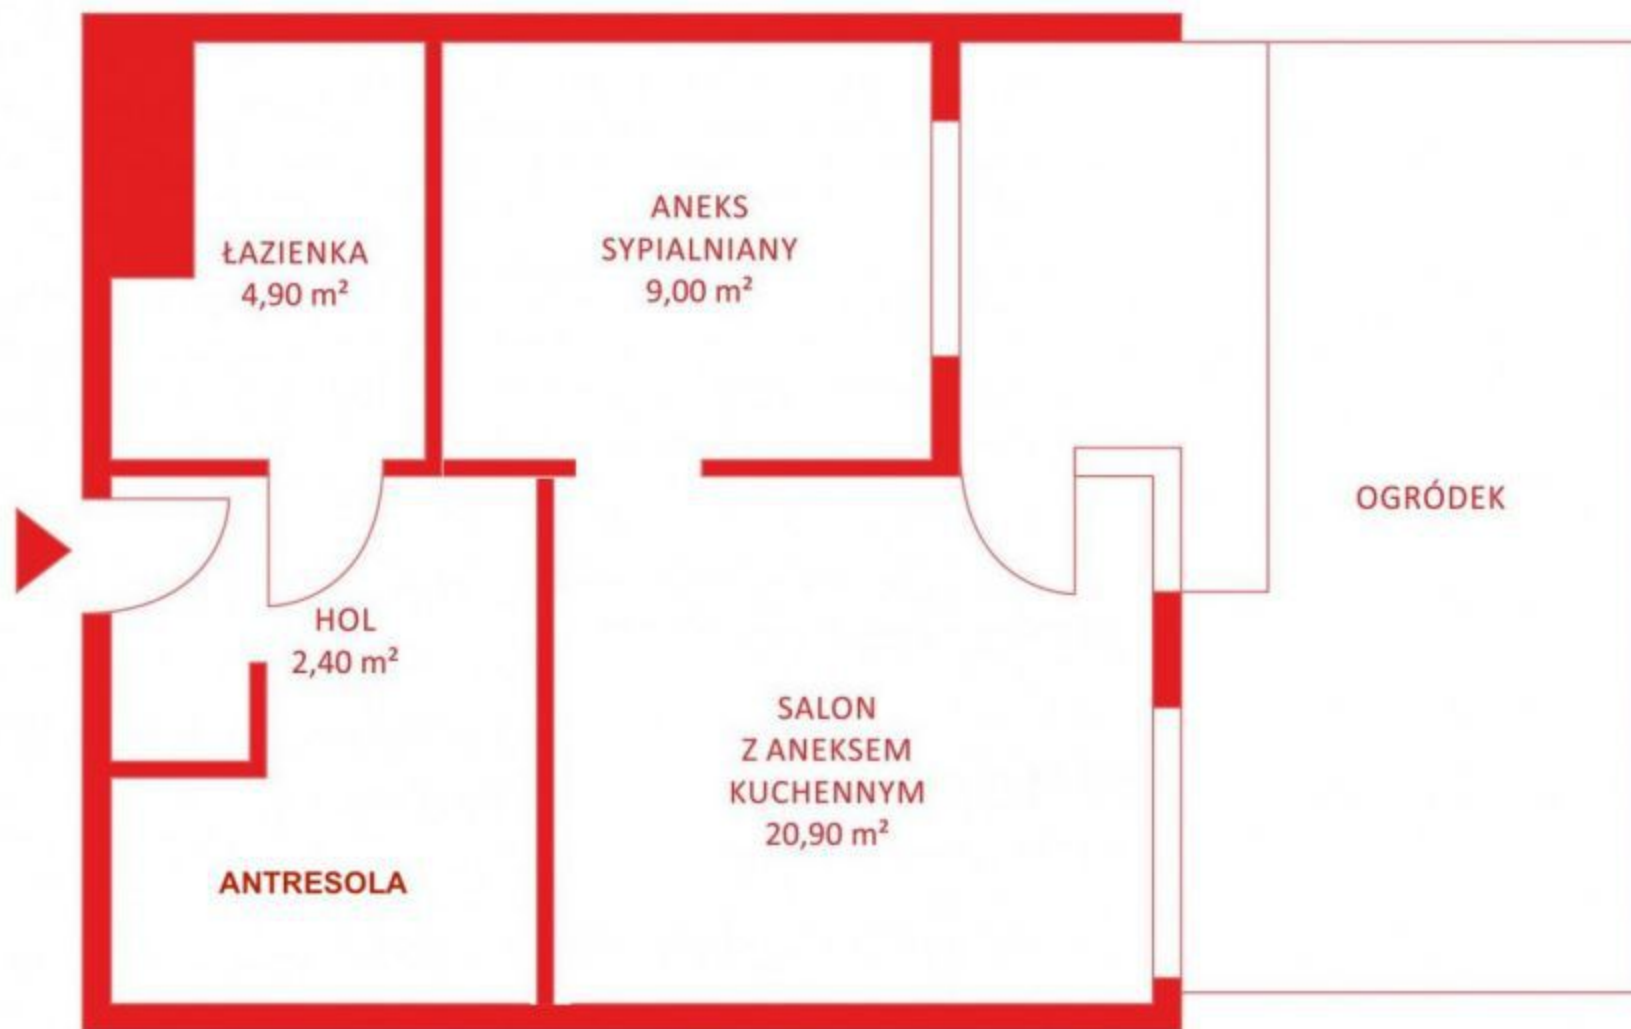 ŁAZIENKA
4,90 m²
ANEKS
SYPIALNIANY
9,00 m²
OGRÓDEK
HOL
2,40 m²
SALON
Z ANEKSEM
KUCHENNYM
20,90 m²
ANTRESOLA